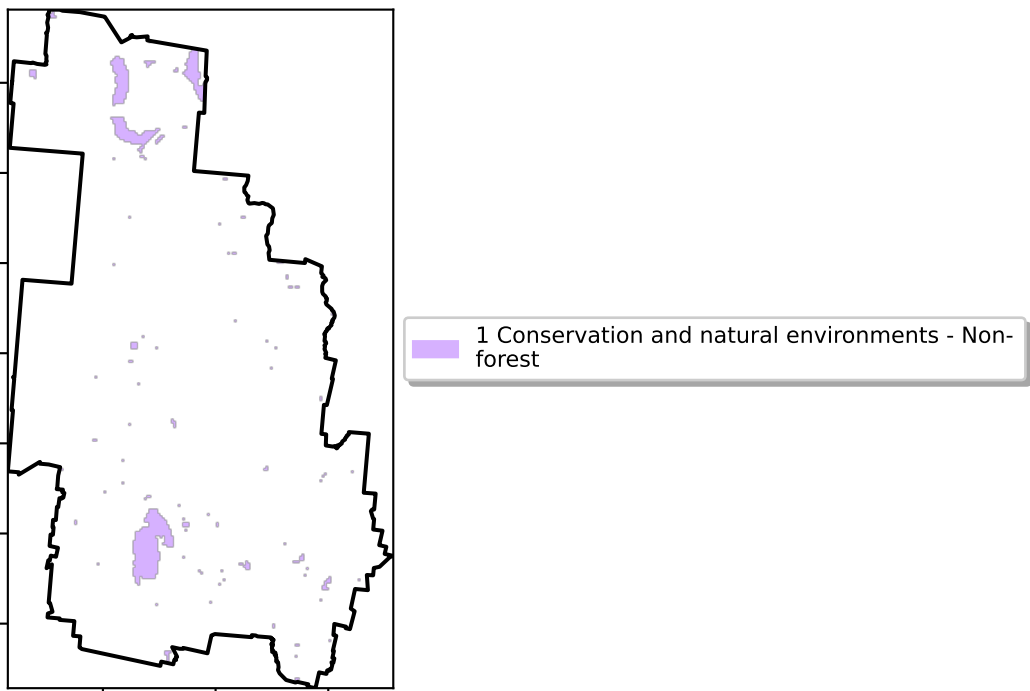 1 Conservation and natural environments - Non-
forest